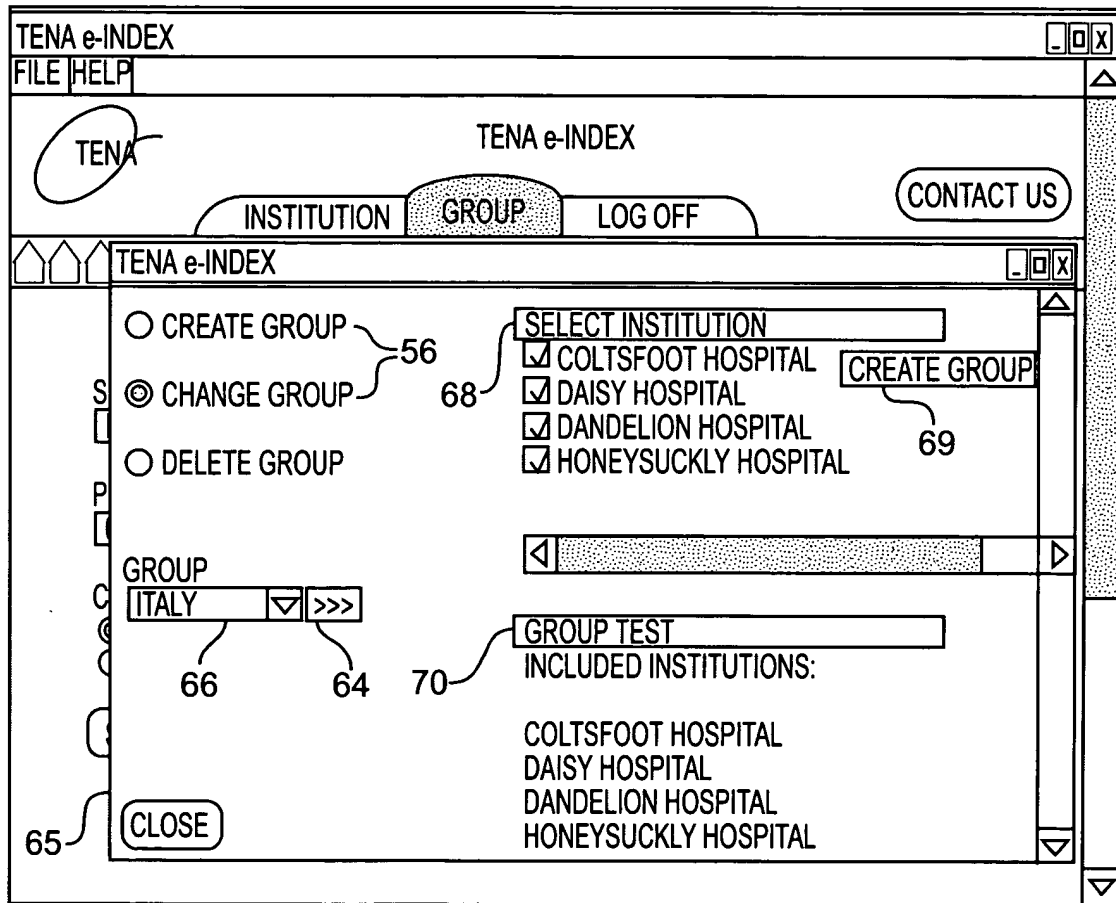 TENA e-INDEX
FILE HELP
TENA
TENA e-INDEX
CONTACT US
INSTITUTION GROUP LOG OFF
TENA e-INDEX
CREATE GROUP
56
CHANGE GROUP
DELETE GROUP
S
P
C
GROUP
ITALY >>>
66 64
CLOSE
65
SELECT INSTITUTION
68
COLTSFOOT HOSPITAL
DAISY HOSPITAL
DANDELION HOSPITAL
HONEYSUCKLY HOSPITAL
CREATE GROUP
69
GROUP TEST
70
INCLUDED INSTITUTIONS:
COLTSFOOT HOSPITAL
DAISY HOSPITAL
DANDELION HOSPITAL
HONEYSUCKLY HOSPITAL